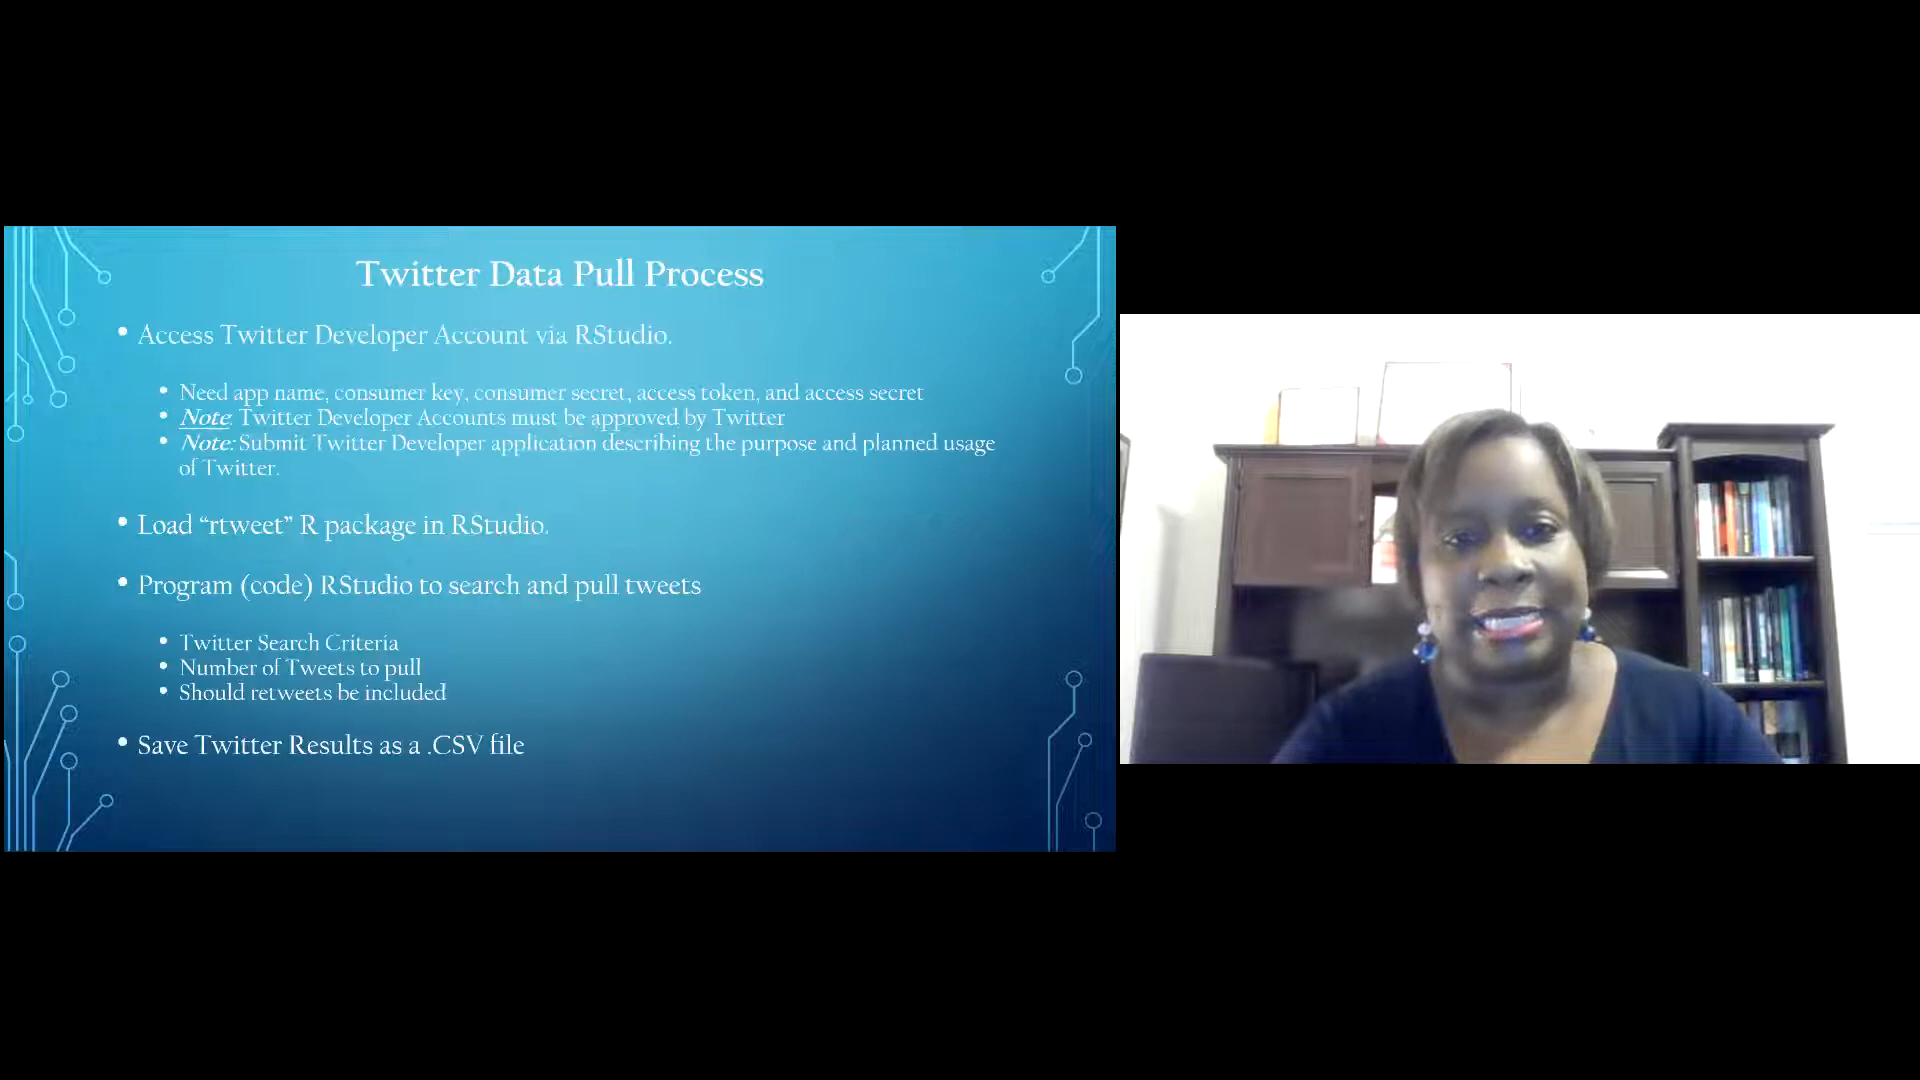 Twitter Data Pull Process
• Access Twitter Developer Account via RStudio.
• Need app name, consumer key, consumer secret, access token, and access secret
• Note: Twitter Developer Accounts must be approved by Twitter
• Note: Submit Twitter Developer application describing the purpose and planned usage
of Twitter.
• Load “rtweet” R package in RStudio.
• Program (code) RStudio to search and pull tweets
• Twitter Search Criteria
• Number of Tweets to pull
• Should retweets be included
• Save Twitter Results as a .CSV file